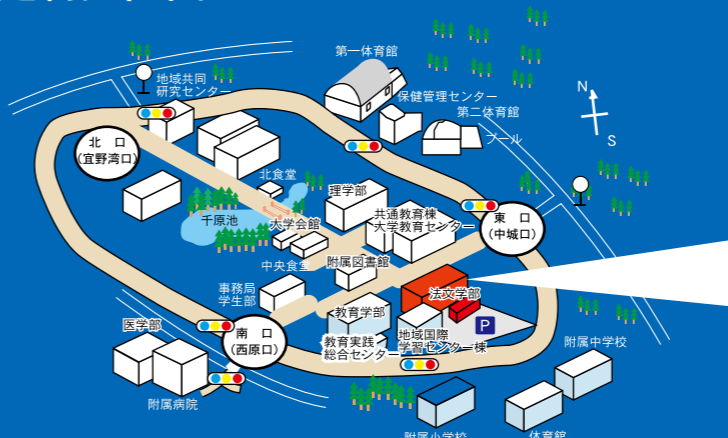 第一体育館
地域共同
研究センター
保健管理センター
第二体育館
プール
N
S
北 口
(宜野湾口)
北食堂
理学部
千原池
大学会館
共通教育棟
大学教育センター
東 口
(中城口)
中央食堂
附属図書館
事務局
学生部
法文学部
教育学部
P
医学部
南 口
(西原口)
教育実践
総合センター
地域国際
学習センター棟
附属中学校
附属病院
附属小学校
体育館